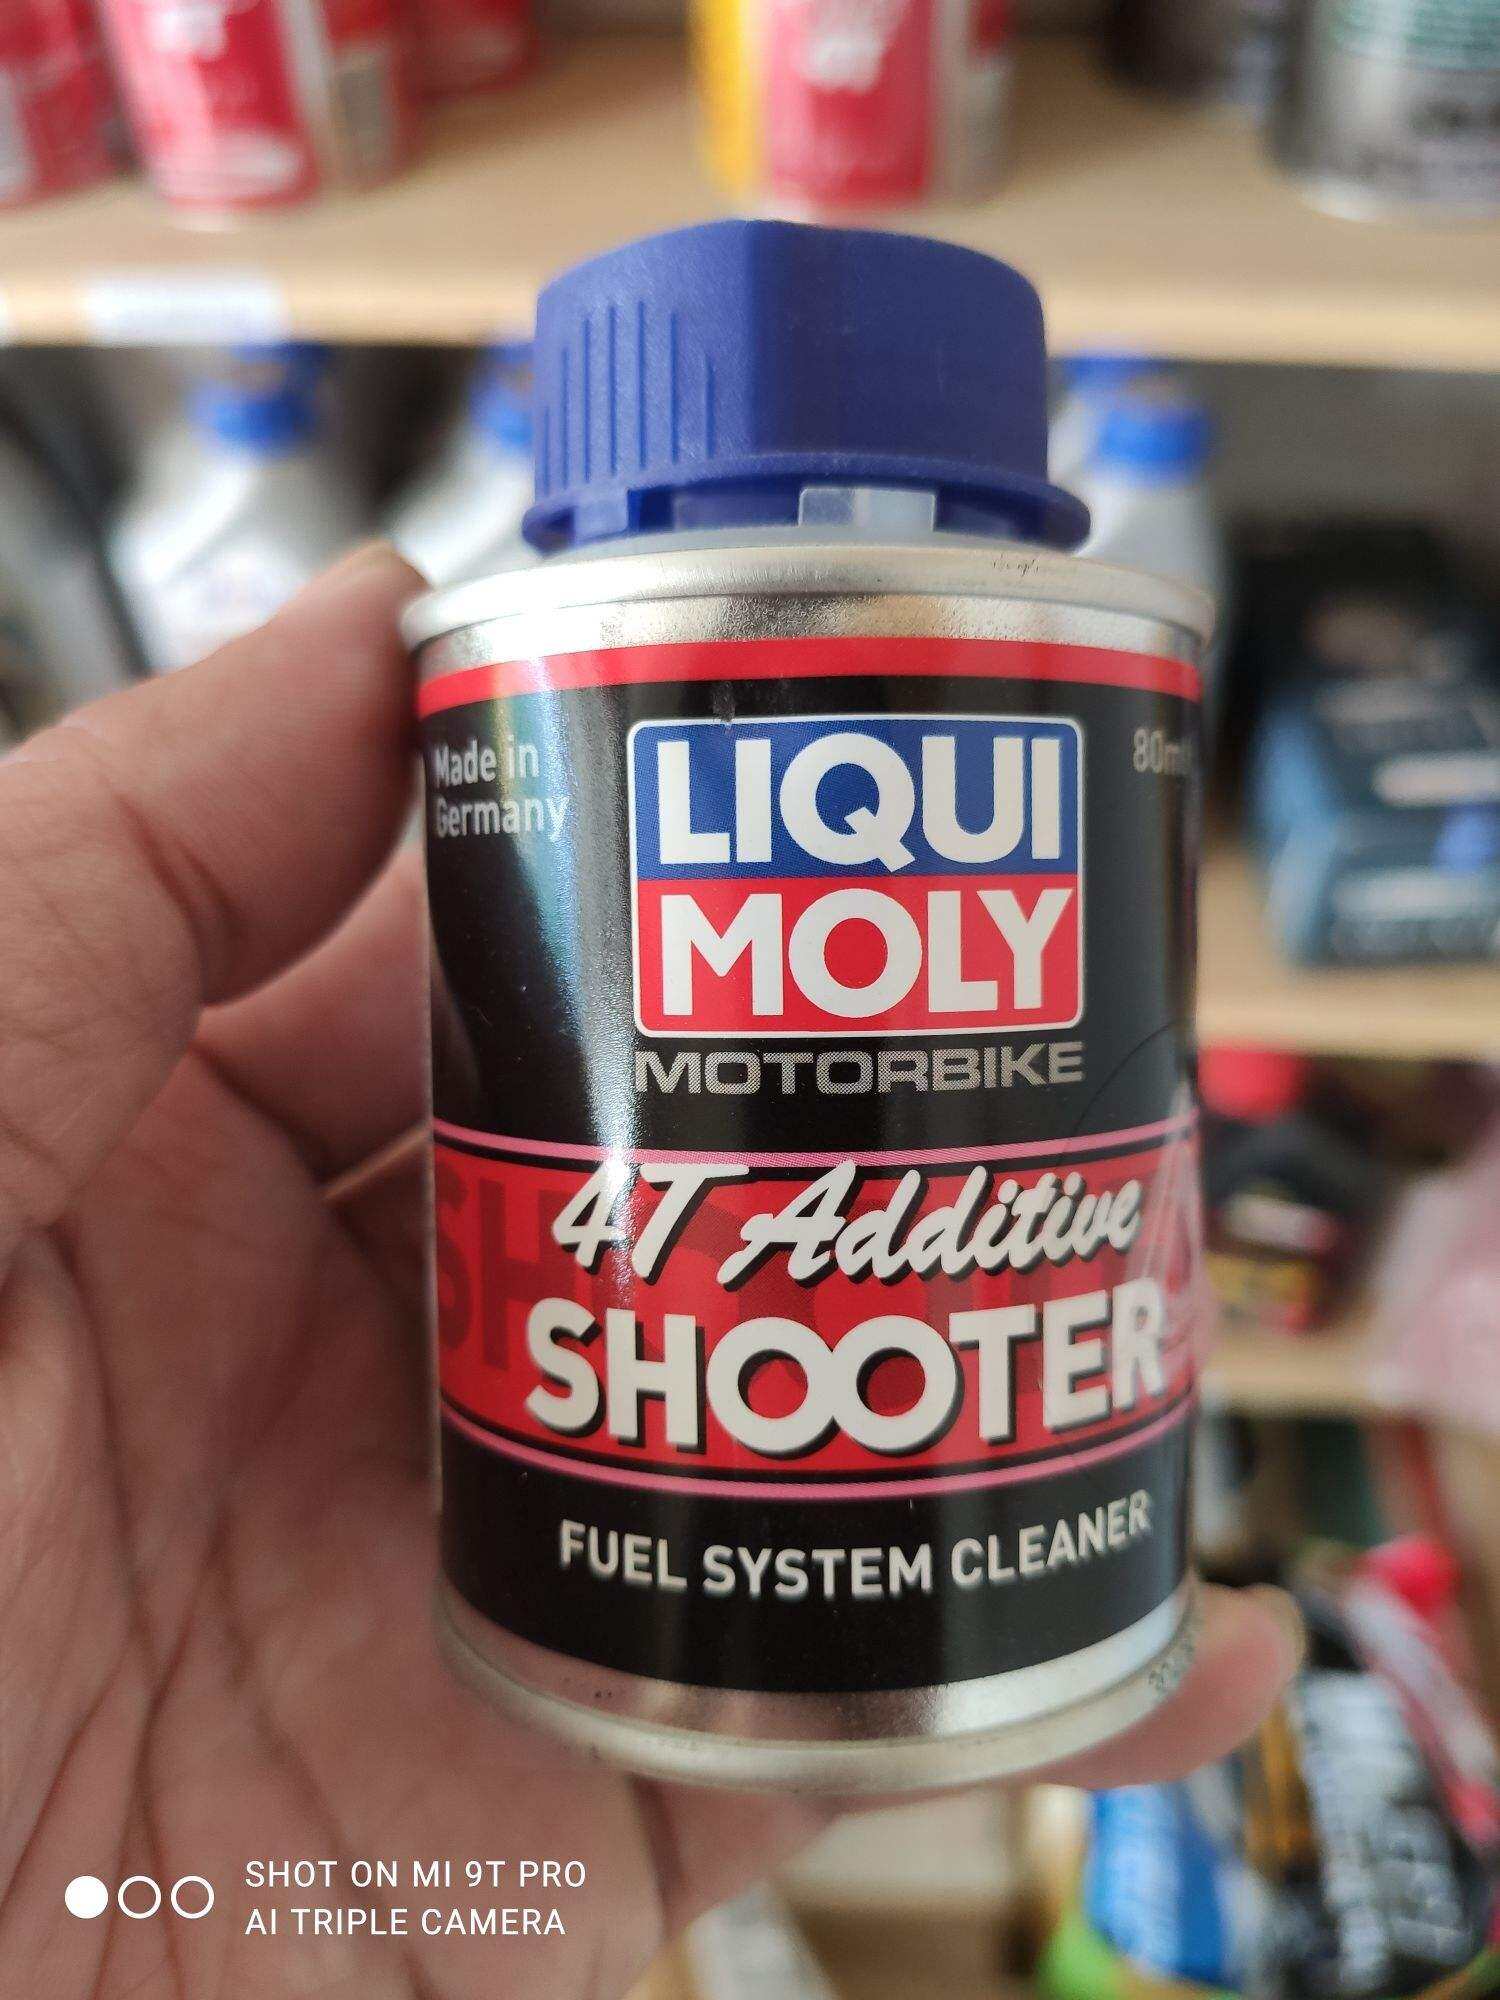 Made in
Germany
80ml
LIQUI
MOLY
MOTORBIKE
4T Additive
SHOOTER
FUEL SYSTEM CLEANER
SHOT ON MI 9T PRO
AI TRIPLE CAMERA